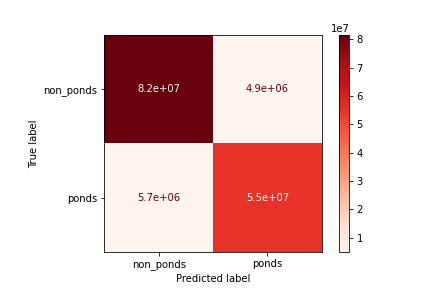 1e7
8
non_ponds
8.2e+07
4.9e+06
7
6
True label
5
4
ponds
5.7e+06
5.5e+07
3
2
1
non_ponds
ponds
Predicted label